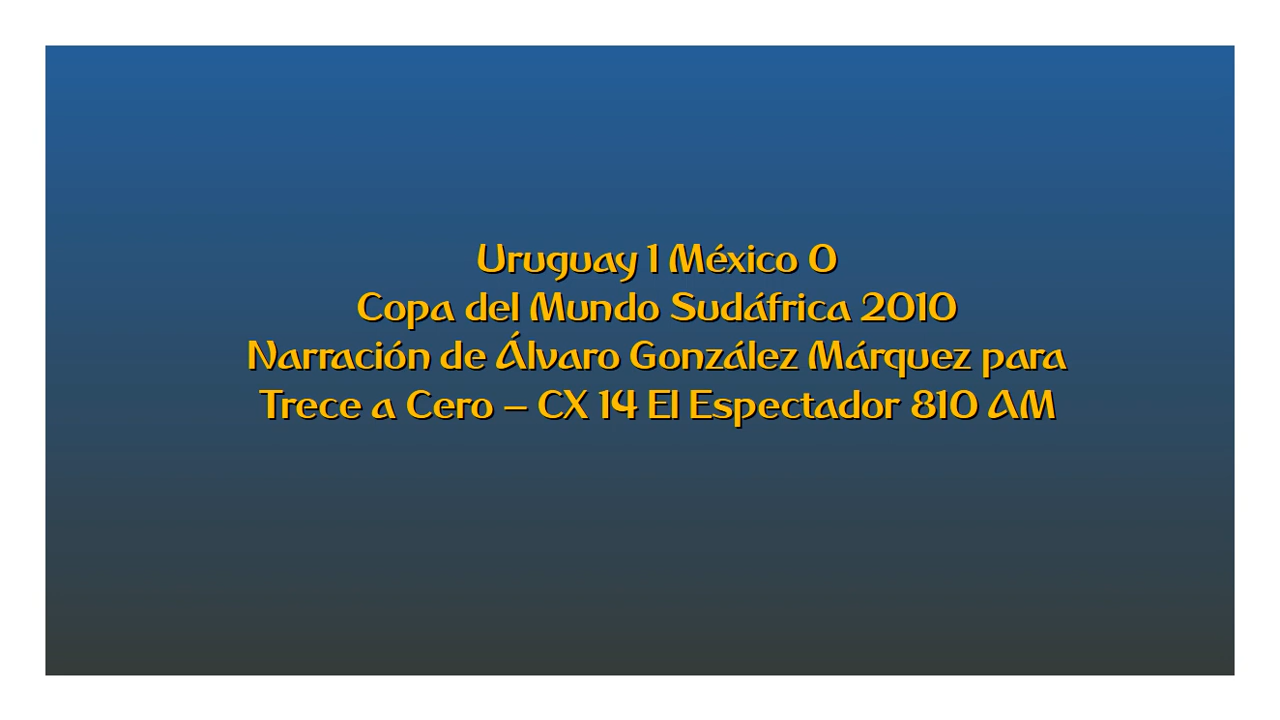 Uruguay 1 México 0
Copa del Mundo Sudáfrica 2010
Narración de Álvaro González Márquez para
Trece a Cero – CX 14 El Espectador 810 AM